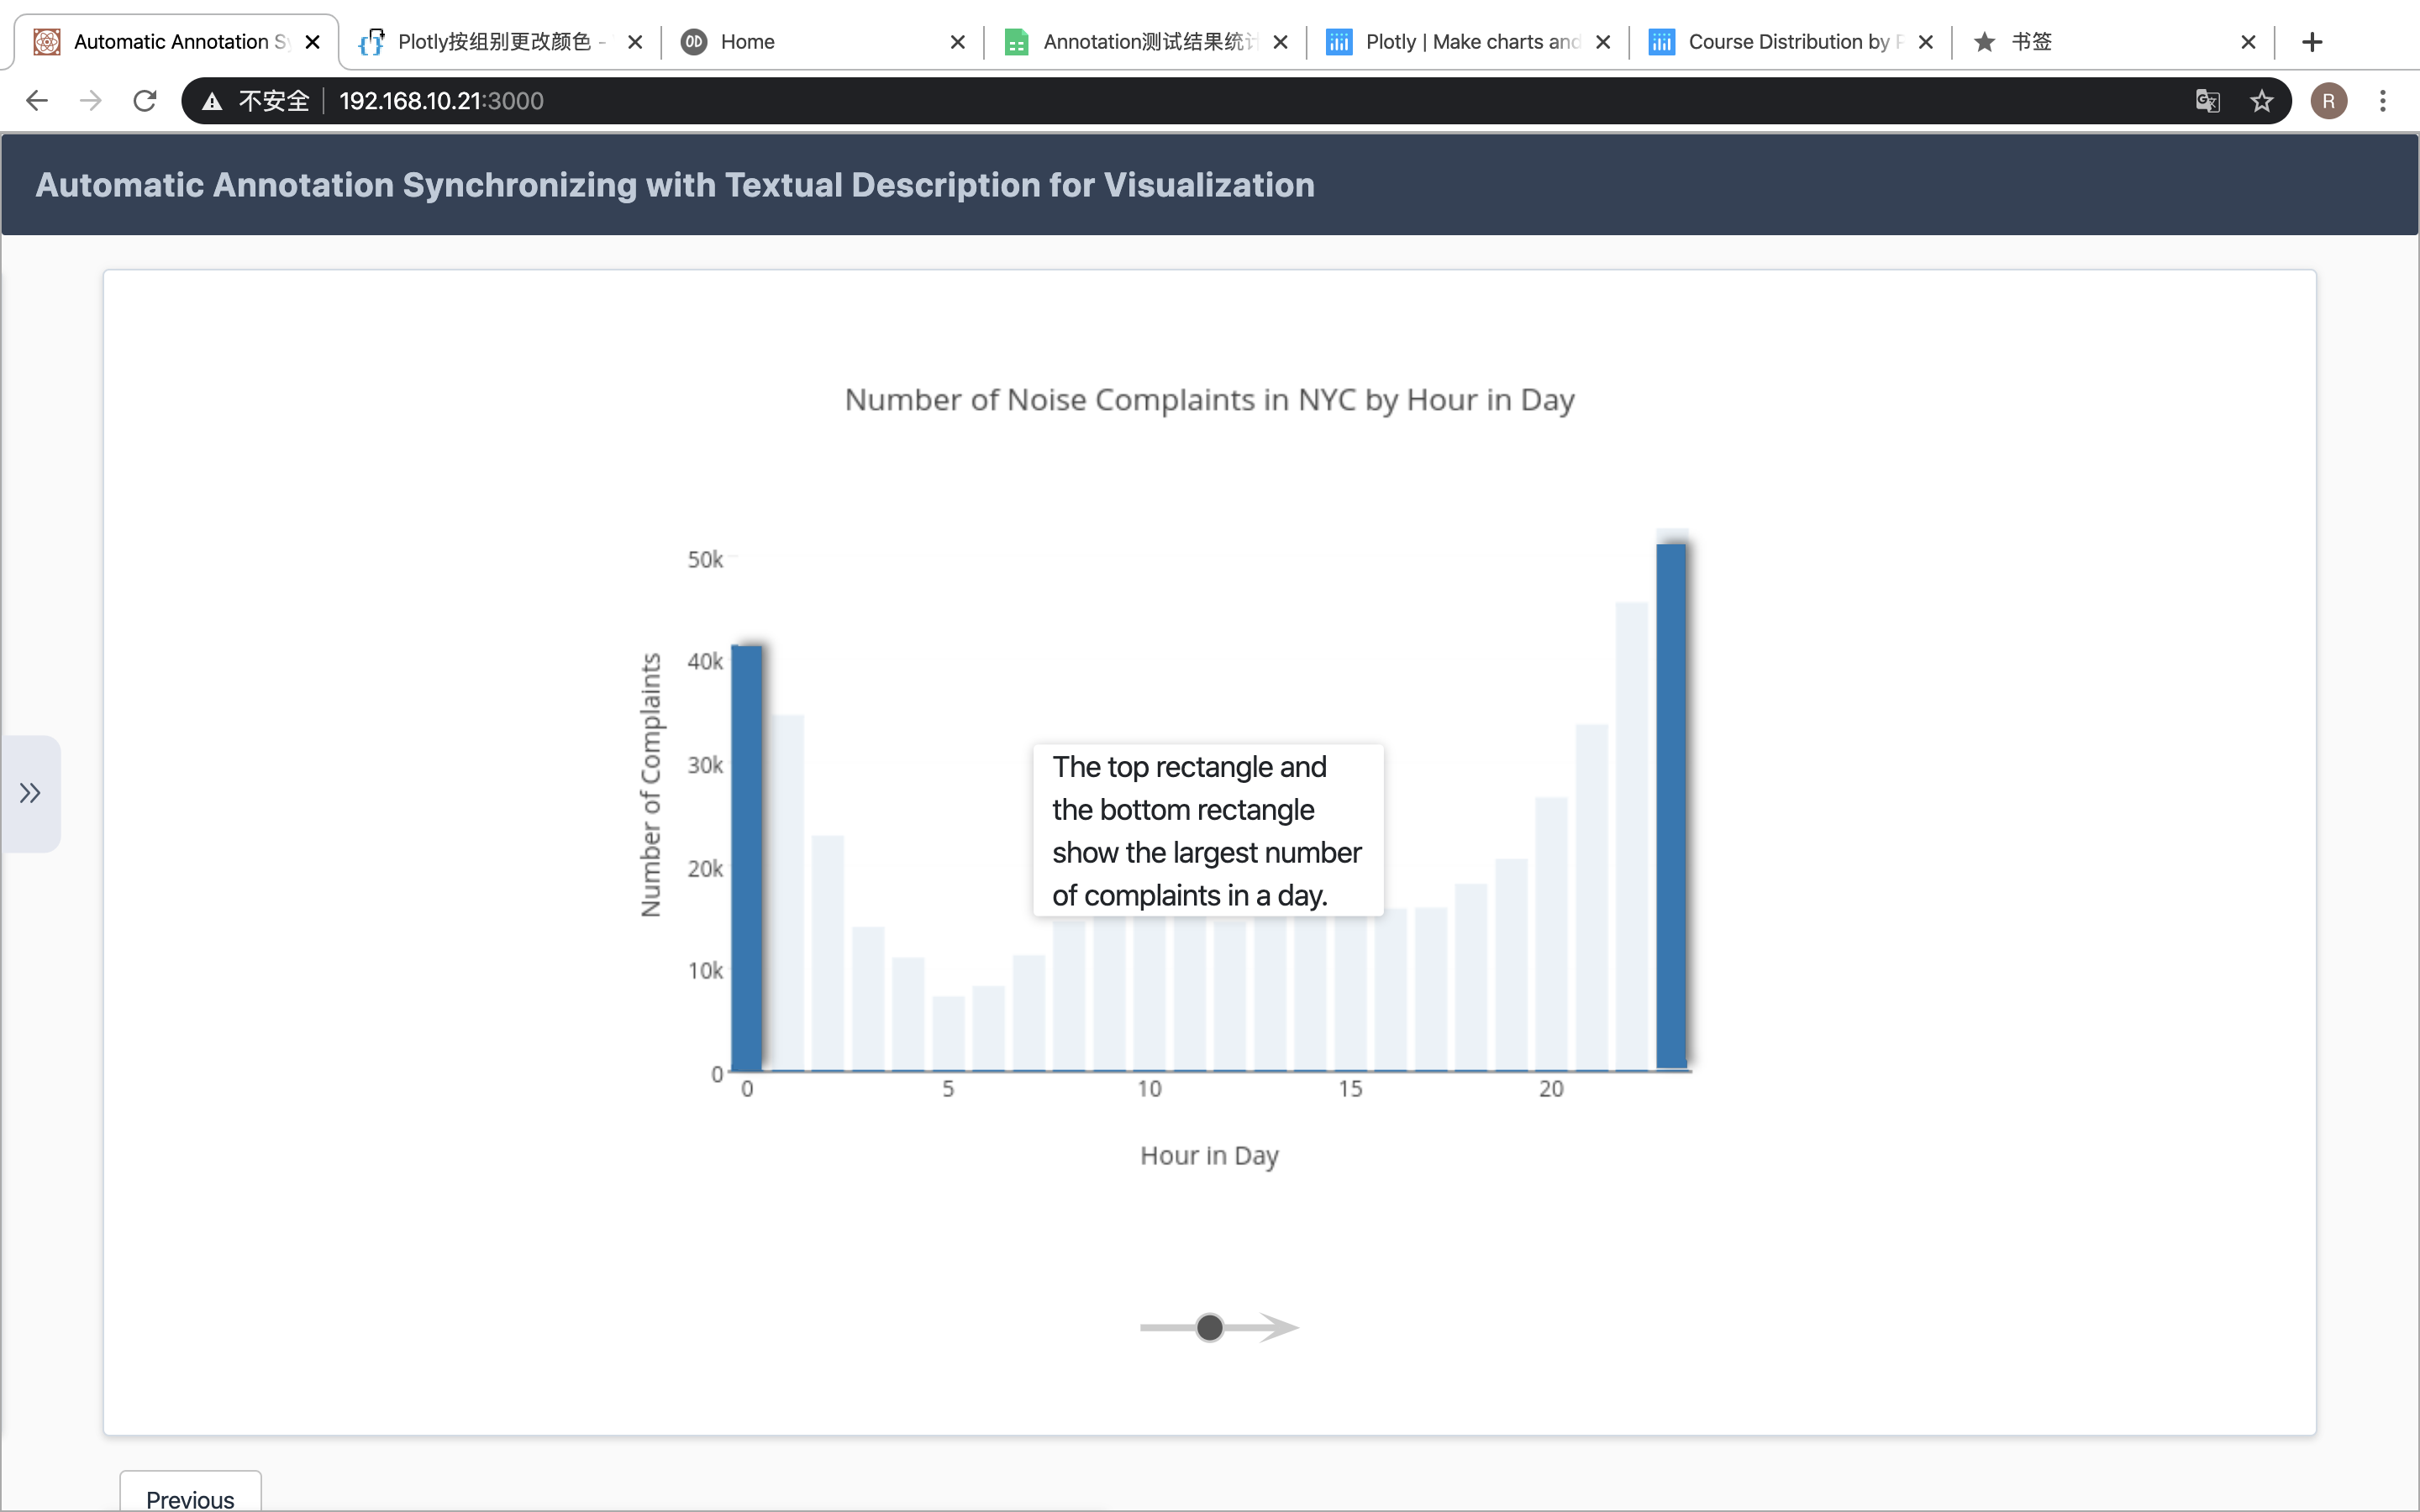 Automatic Annotation S
Plotly按组别更改颜色 -
Home
Annotation测试结果统计
Plotly | Make charts and
Course Distribution by
书签
不安全
192.168.10.21:3000
R
Automatic Annotation Synchronizing with Textual Description for Visualization
Number of Noise Complaints in NYC by Hour in Day
50k
40k
30k
20k
10k
0
Number of Complaints
The top rectangle and
the bottom rectangle
show the largest number
of complaints in a day.
0 5 10 15 20
Hour in Day
Previous